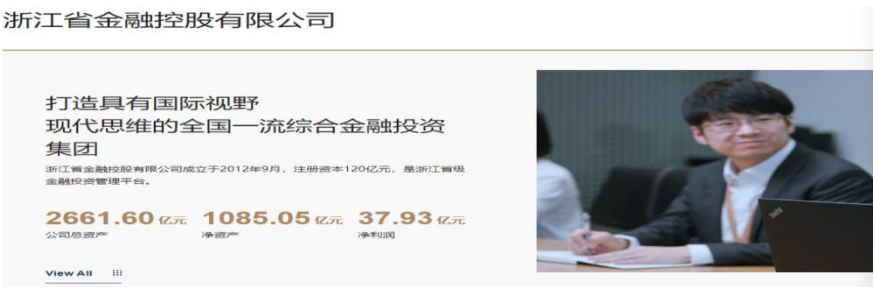 浙江省金融控股有限公司
打造具有国际视野
现代思维的全国一流综合金融投资
集团
浙江省金融控股有限公司成立于2012年9月，注册资本120亿元，是浙江省级
金融投资管理平台。
2661.60亿元 1085.05亿元 37.93亿元
公司总资产 净资产 净利润
View All
ThinkPad